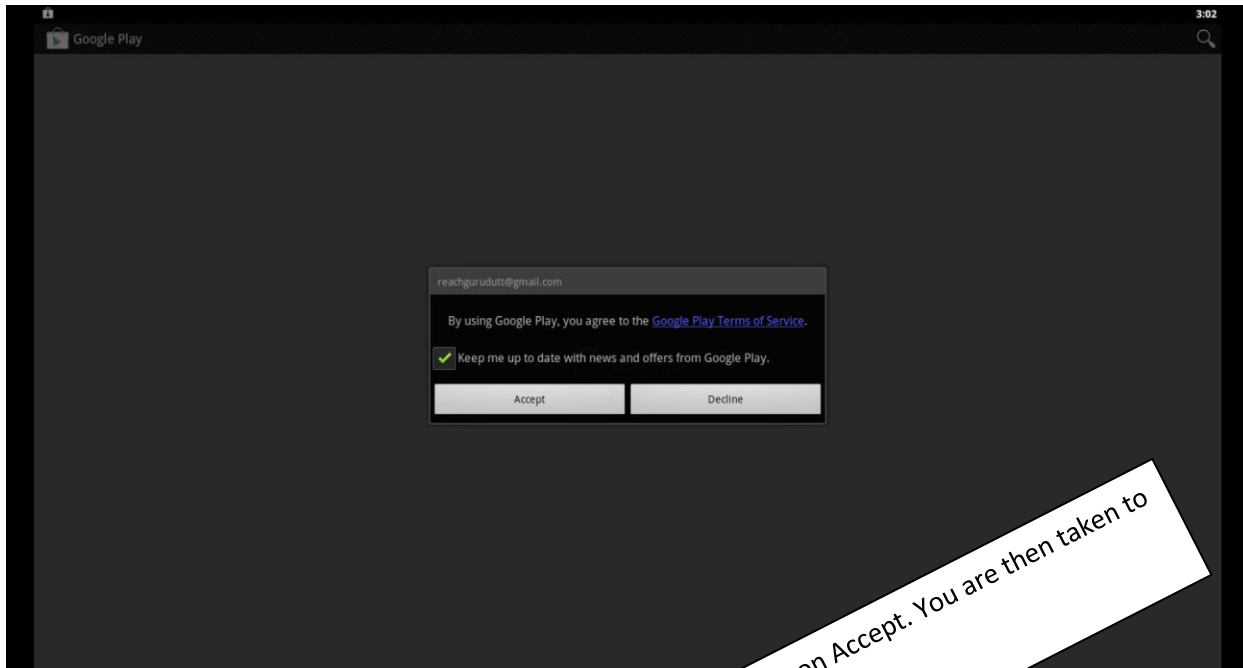 3:02
Google Play
reachgurudutt@gmail.com
By using Google Play, you agree to the Google Play Terms of Service.
Keep me up to date with news and offers from Google Play.
Accept Decline
on Accept. You are then taken to